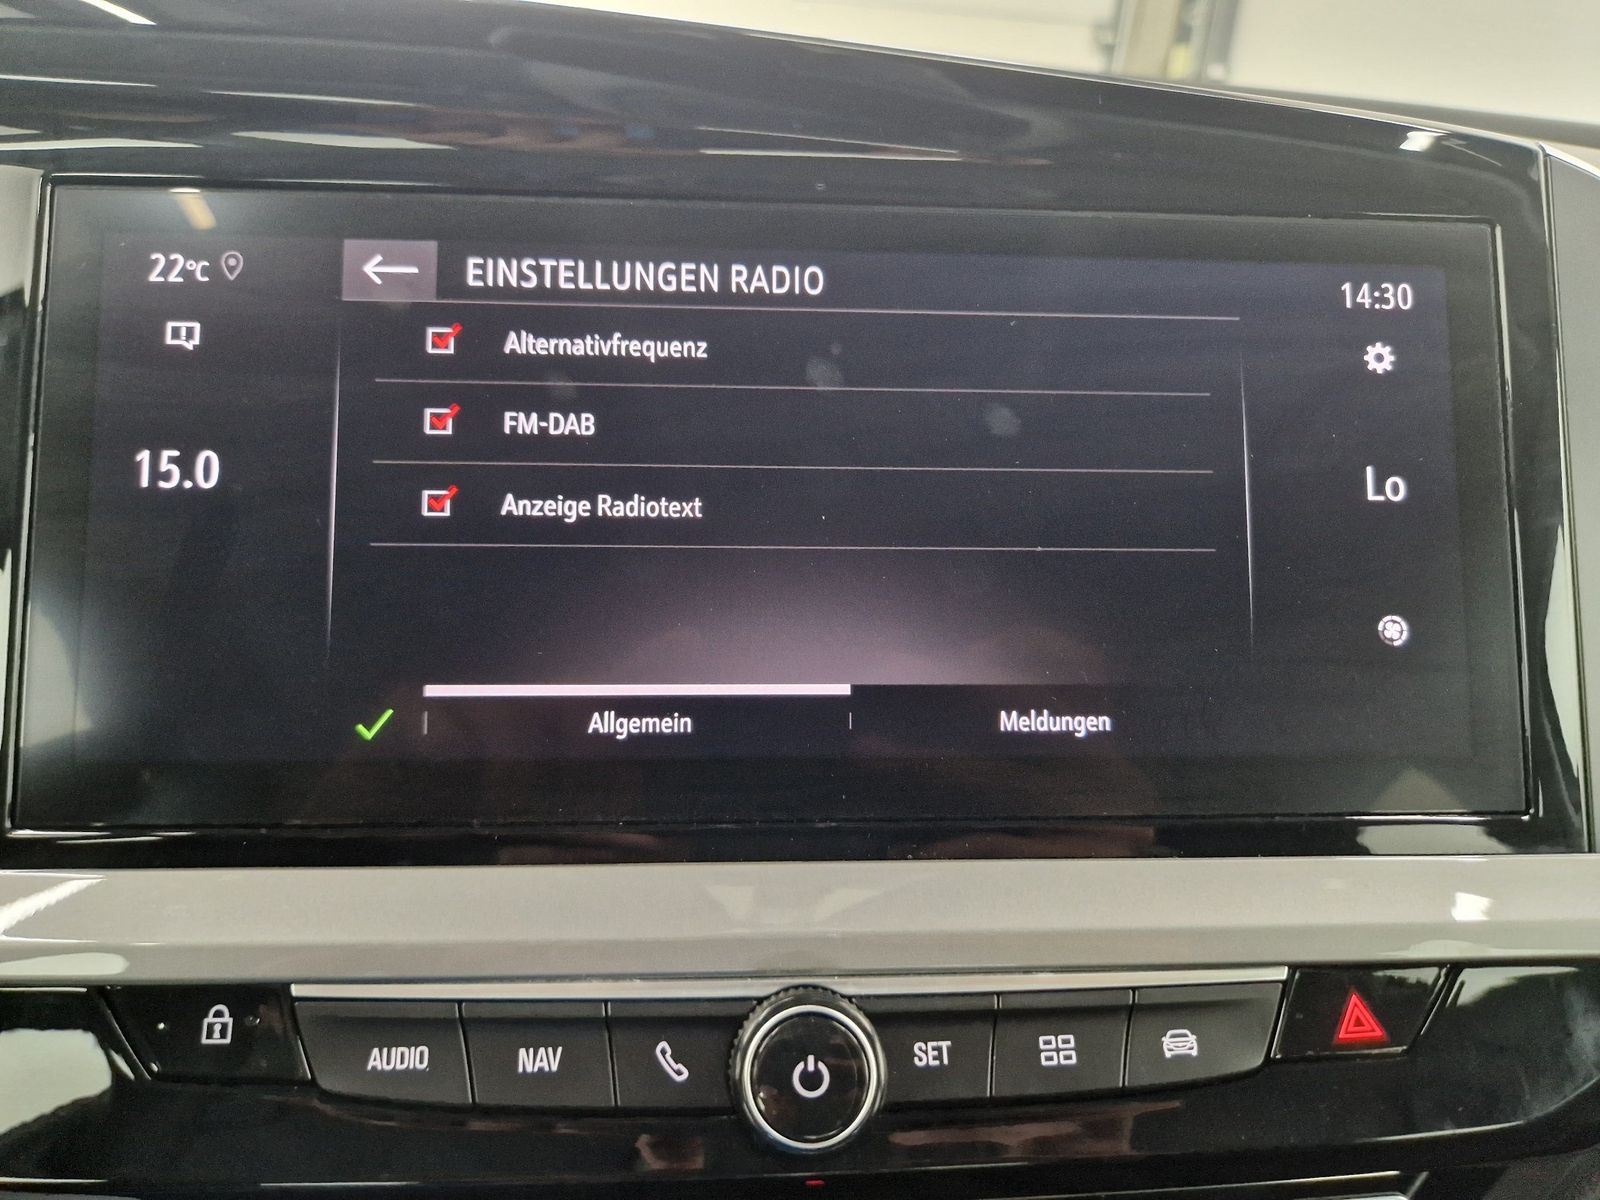 22°C
EINSTELLUNGEN RADIO
14:30
Alternativfrequenz
FM-DAB
15.0
Lo
Anzeige Radiotext
Allgemein
Meldungen
AUDIO
NAV
SET